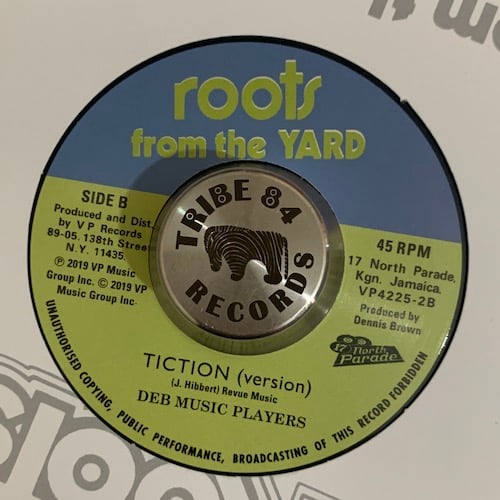 roots
from the YARD
SIDE B
Produced and Dist.
by V P Records
89-05, 138th Street
N.Y. 11435.
℗ 2019 VP Music
Group Inc. © 2019 VP
Music Group Inc
TRIBE 84
RECORDS
45 RPM
17 North Parade,
Kgn. Jamaica.
VP4225-2B
Produced by
Dennis Brown
17 North
Parade
TICTION (version)
(J. Hibbert) Revue Music
DEB MUSIC PLAYERS
UNAUTHORISED COPYING, PUBLIC PERFORMANCE, BROADCASTING OF THIS RECORD FORBIDDEN